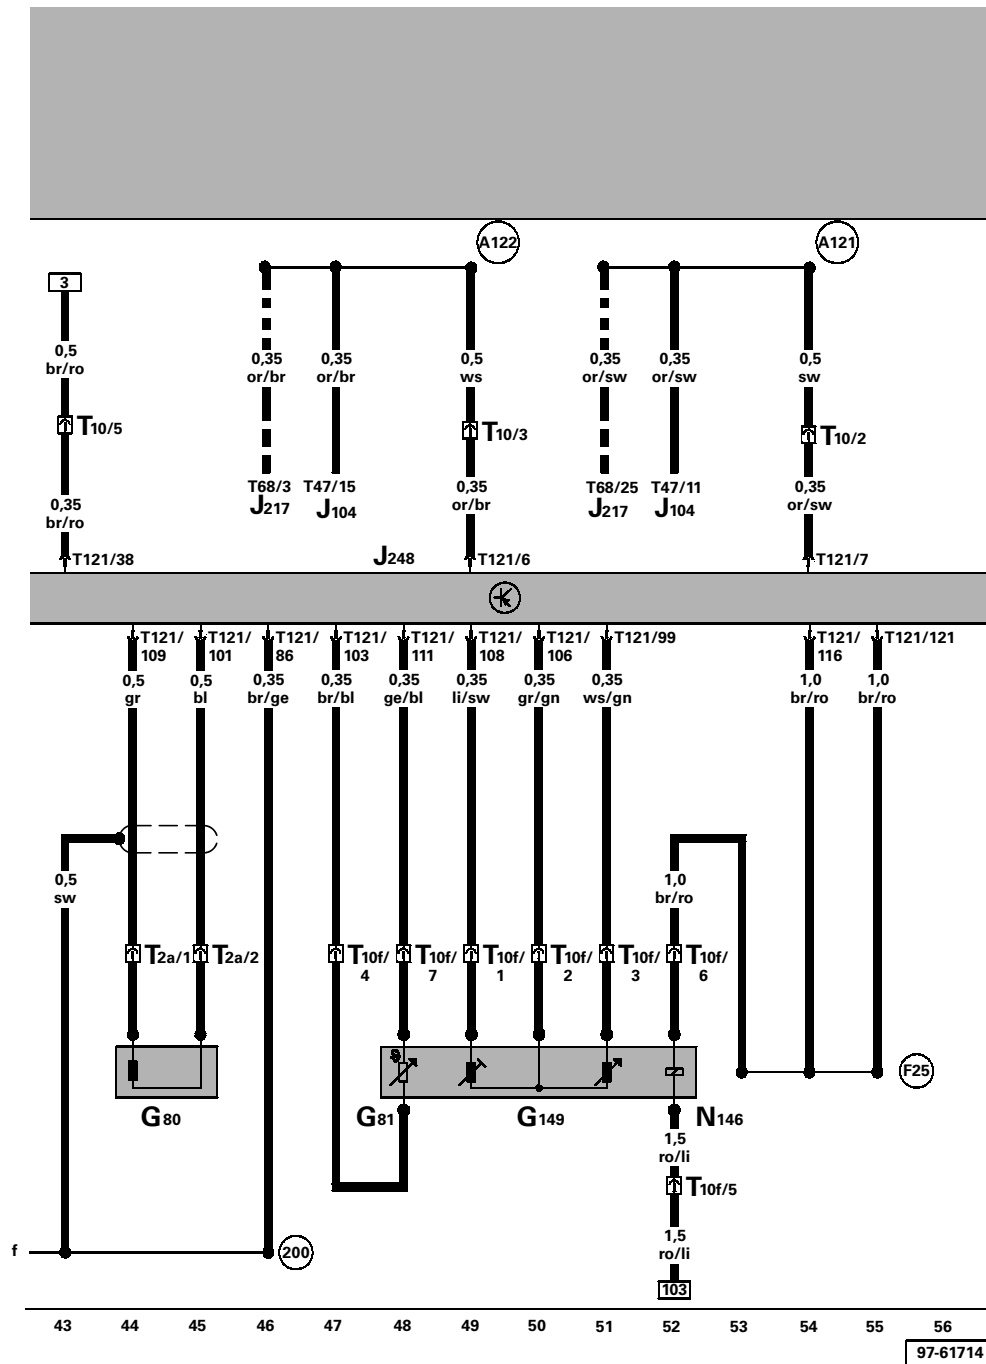 A122
A121
3
0,5
br/ro
0,35
or/br
0,35
or/br
0,5
ws
0,35
or/sw
0,35
or/sw
0,5
sw
T10/5
T10/3
T10/2
0,35
br/ro
T68/3
J217
T47/15
J104
0,35
or/br
T68/25
J217
T47/11
J104
0,35
or/sw
T121/38
J248
T121/6
T121/7
T121/
109
T121/
101
T121/
86
T121/
103
T121/
111
T121/
108
T121/
106
T121/99
T121/
116
T121/121
0,5
gr
0,5
bl
0,35
br/ge
0,35
br/bl
0,35
ge/bl
0,35
li/sw
0,35
gr/gn
0,35
ws/gn
1,0
br/ro
1,0
br/ro
0,5
sw
1,0
br/ro
T2a/1
T2a/2
T10f/
4
T10f/
7
T10f/
1
T10f/
2
T10f/
3
T10f/
6
F25
G80
G81
G149
N146
1,5
ro/li
T10f/5
f
200
1,5
ro/li
103
43 44 45 46 47 48 49 50 51 52 53 54 55 56
97-61714